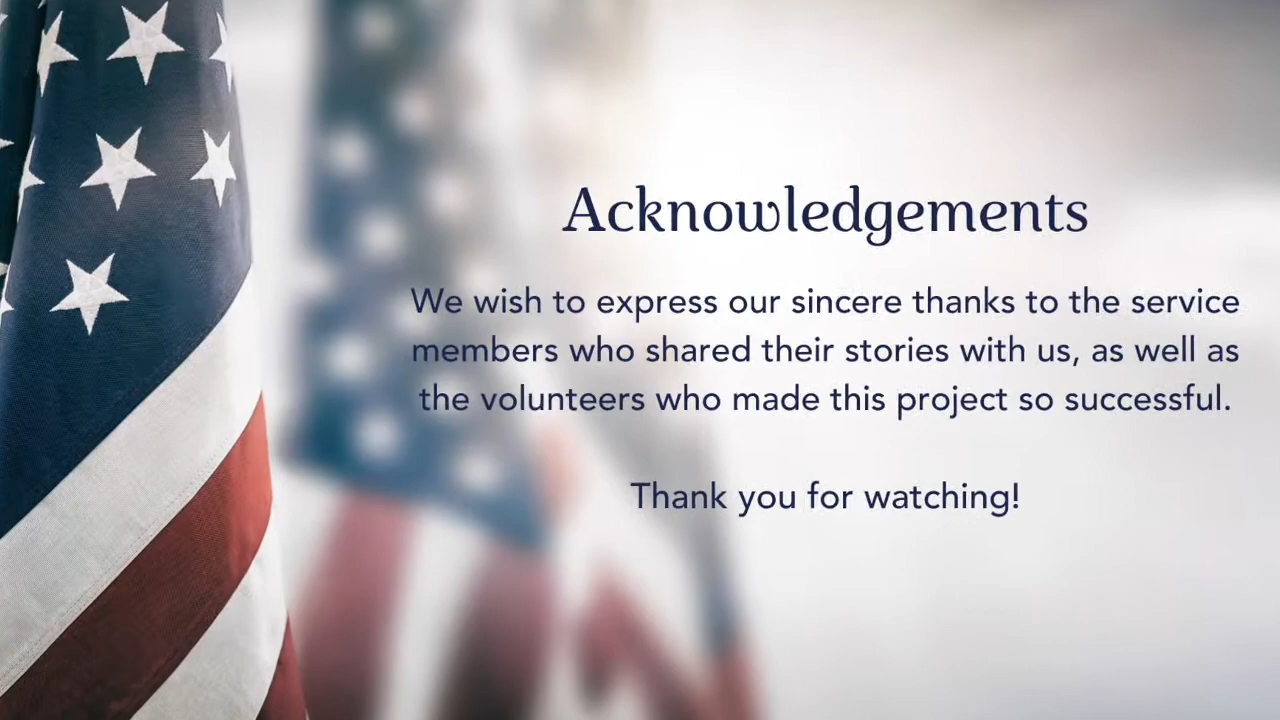 Acknowledgements
We wish to express our sincere thanks to the service
members who shared their stories with us, as well as
the volunteers who made this project so successful.
Thank you for watching!